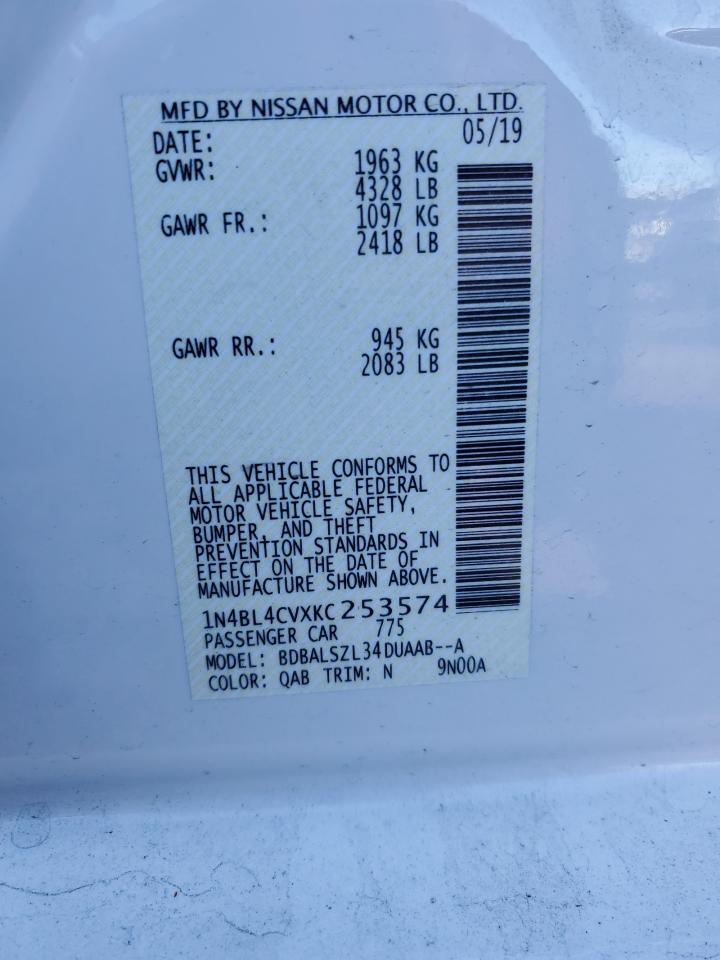 MFD BY NISSAN MOTOR CO., LTD.
DATE: 05/19
GVWR: 1963 KG
4328 LB
GAWR FR.: 1097 KG
2418 LB
GAWR RR.: 945 KG
2083 LB
THIS VEHICLE CONFORMS TO
ALL APPLICABLE FEDERAL
MOTOR VEHICLE SAFETY,
BUMPER, AND THEFT
PREVENTION STANDARDS IN
EFFECT ON THE DATE OF
MANUFACTURE SHOWN ABOVE.
1N4BL4CVXKC253574
PASSENGER CAR 775
MODEL: BDBALSZL34DUAAB--A
COLOR: QAB TRIM: N 9N00A